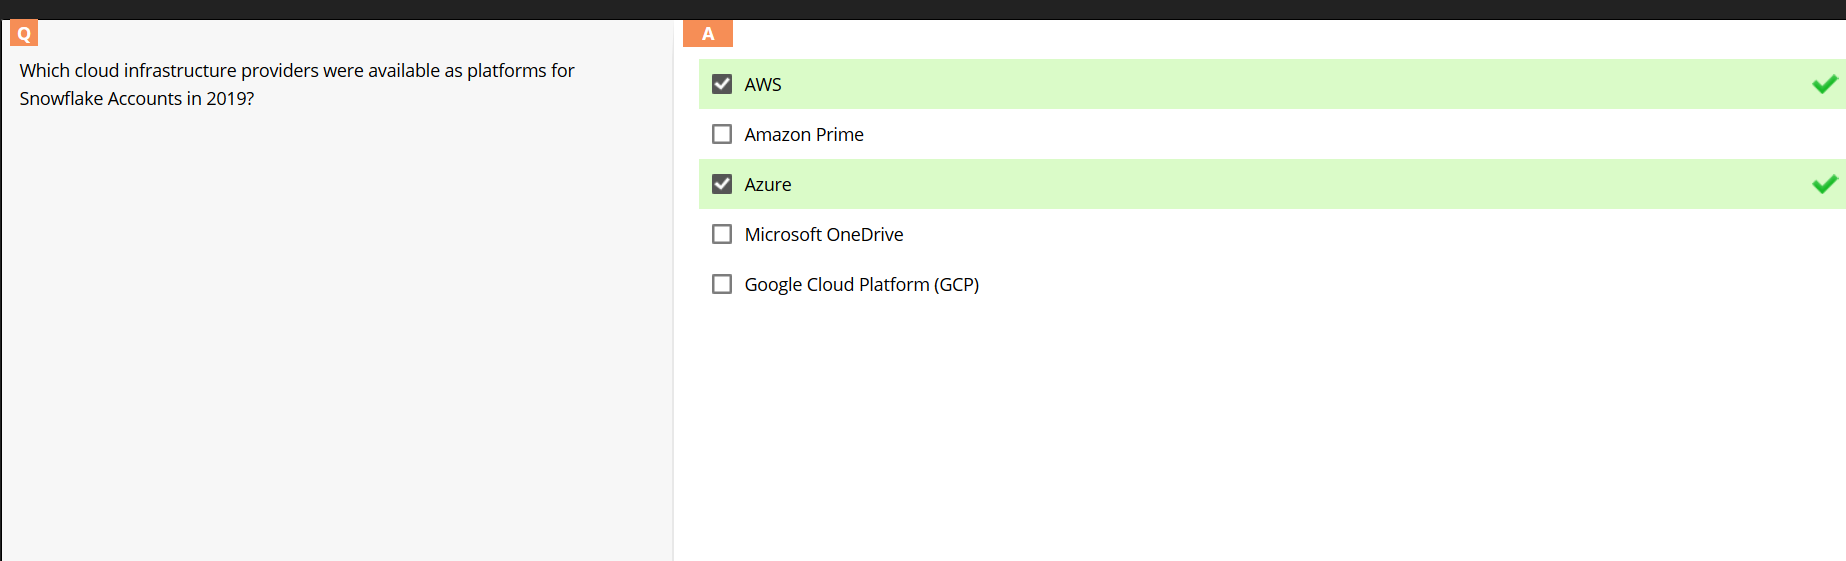 Q
Which cloud infrastructure providers were available as platforms for
Snowflake Accounts in 2019?
A
AWS
Amazon Prime
Azure
Microsoft OneDrive
Google Cloud Platform (GCP)